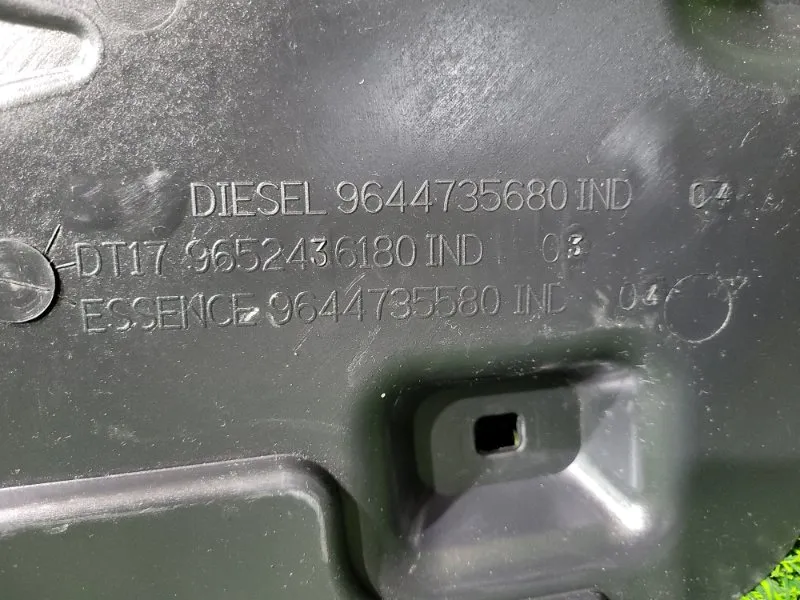 DIESEL 9644735680 IND 04
DT17 9652436180 IND 03
ESSENCE 9644735580 IND 04